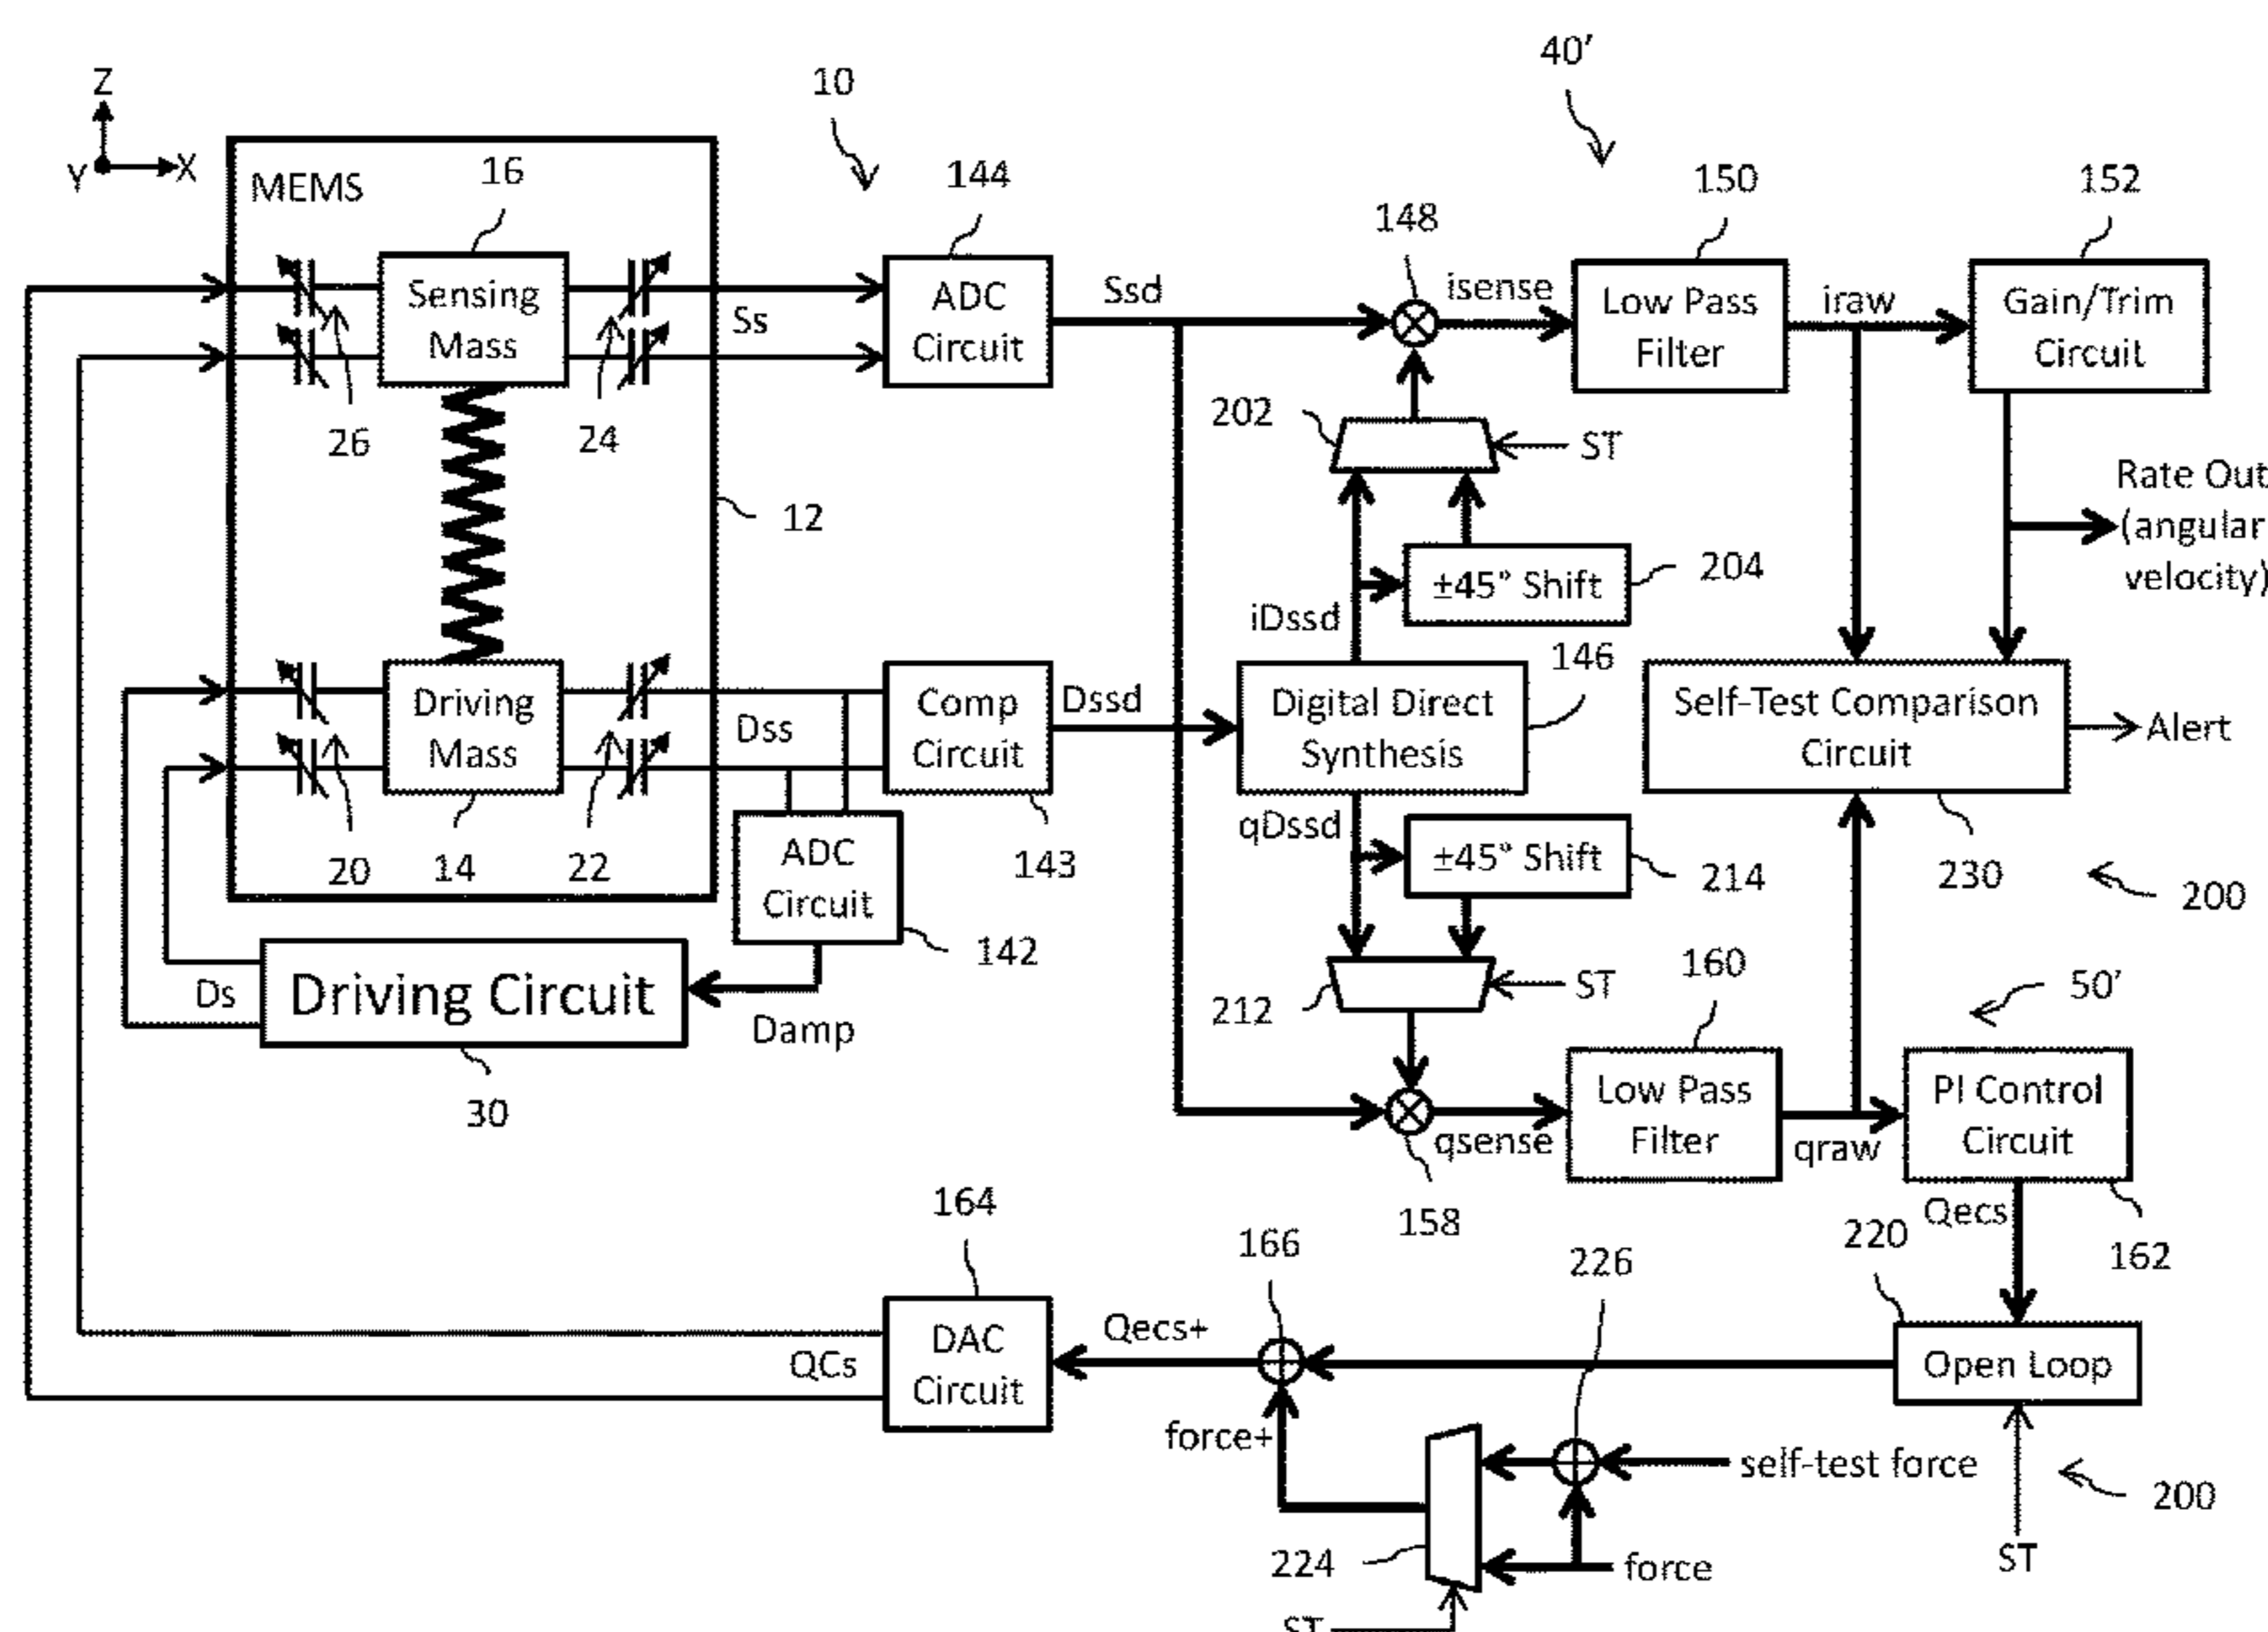 40'
Z
10
Y
X
MEMS
16
144
150
152
148
Sensing
Mass
Ss
ADC
Circuit
Ssd
isense
Low Pass
Filter
iraw
Gain/Trim
Circuit
26
24
202
ST
12
Rate Out
(angular
velocity)
±45° Shift
204
iDssd
146
Driving
Mass
Dss
Comp
Circuit
Dssd
Digital Direct
Synthesis
Self-Test Comparison
Circuit
Alert
20
14
22
ADC
Circuit
143
qDssd
±45° Shift
214
230
200
142
Ds
Driving Circuit
Damp
212
ST
160
50'
30
Low Pass
Filter
PI Control
Circuit
qsense
qraw
164
158
Qecs
166
226
220
162
DAC
Circuit
QCs
Qecs+
Open Loop
force+
self-test force
200
224
force
ST
ST